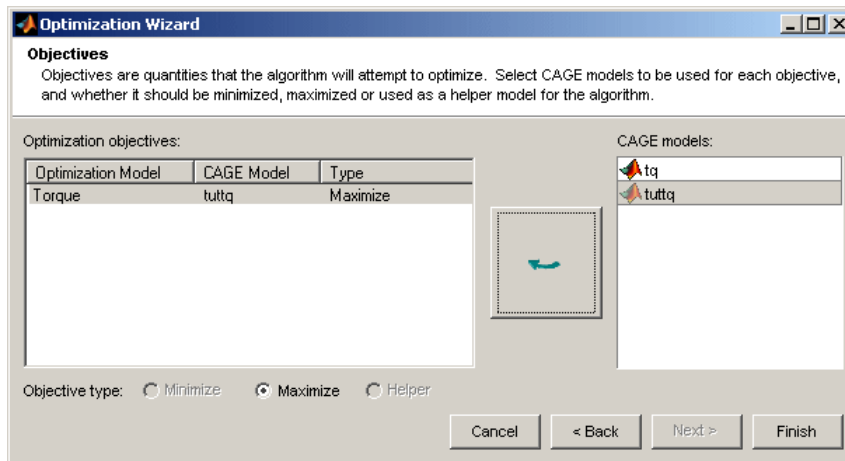 Optimization Wizard
Objectives
Objectives are quantities that the algorithm will attempt to optimize. Select CAGE models to be used for each objective,
and whether it should be minimized, maximized or used as a helper model for the algorithm.
Optimization objectives:
CAGE models:
Optimization Model CAGE Model Type
Torque tuttq Maximize
tq
tuttq
Objective type: Minimize Maximize Helper
Cancel < Back Next > Finish